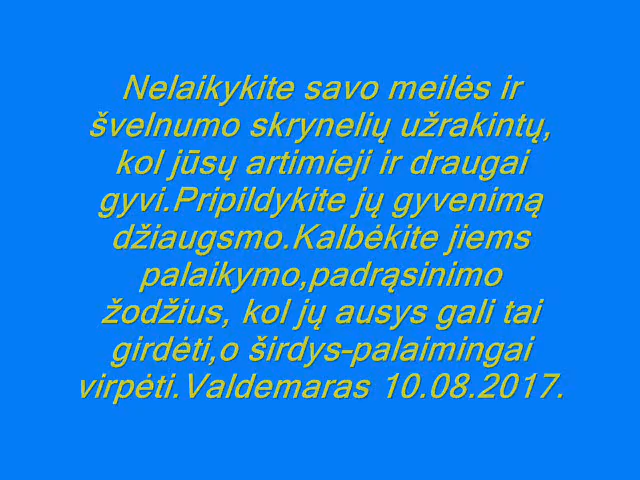 Nelaikykite savo meilės ir
švelnumo skrynelių užrakintų,
kol jūsų artimieji ir draugai
gyvi.Pripildykite jų gyvenimą
džiaugsmo.Kalbėkite jiems
palaikymo,padrąsinimo
žodžius, kol jų ausys gali tai
girdėti,o širdys-palaimingai
virpėti.Valdemaras 10.08.2017.